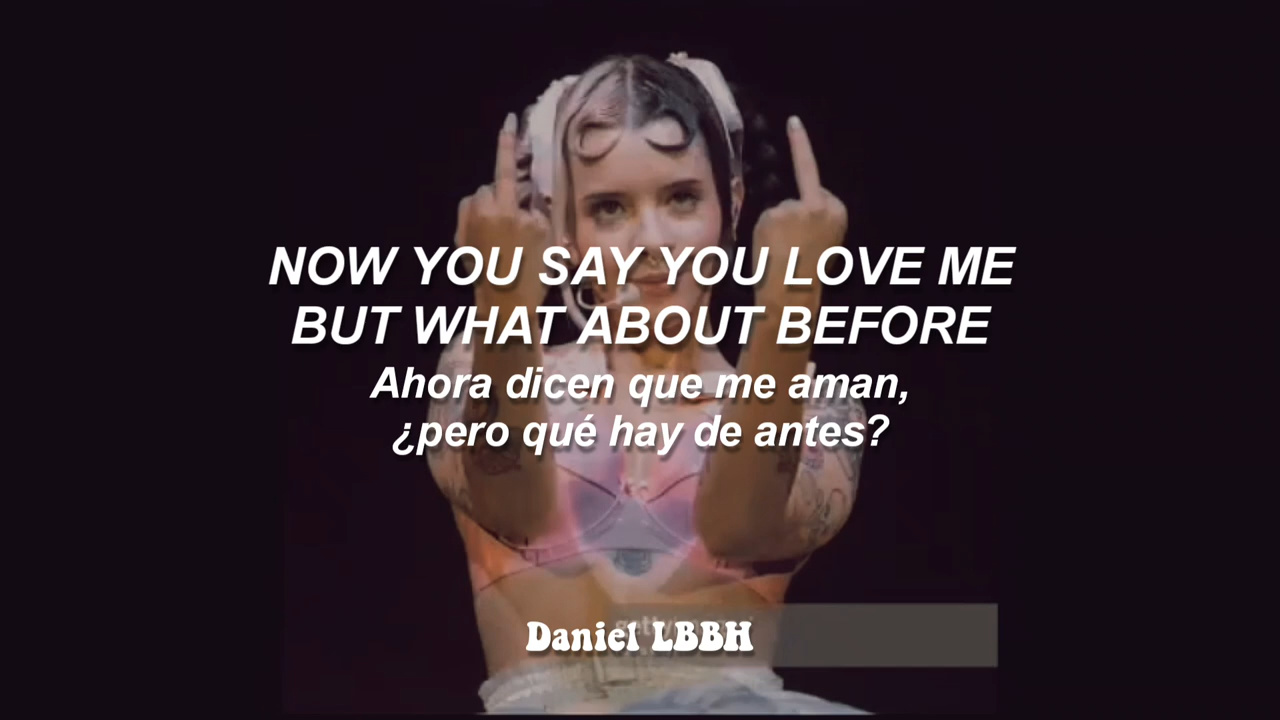 NOW YOU SAY YOU LOVE ME
BUT WHAT ABOUT BEFORE
Ahora dicen que me aman,
¿pero qué hay de antes?
Daniel LBBH